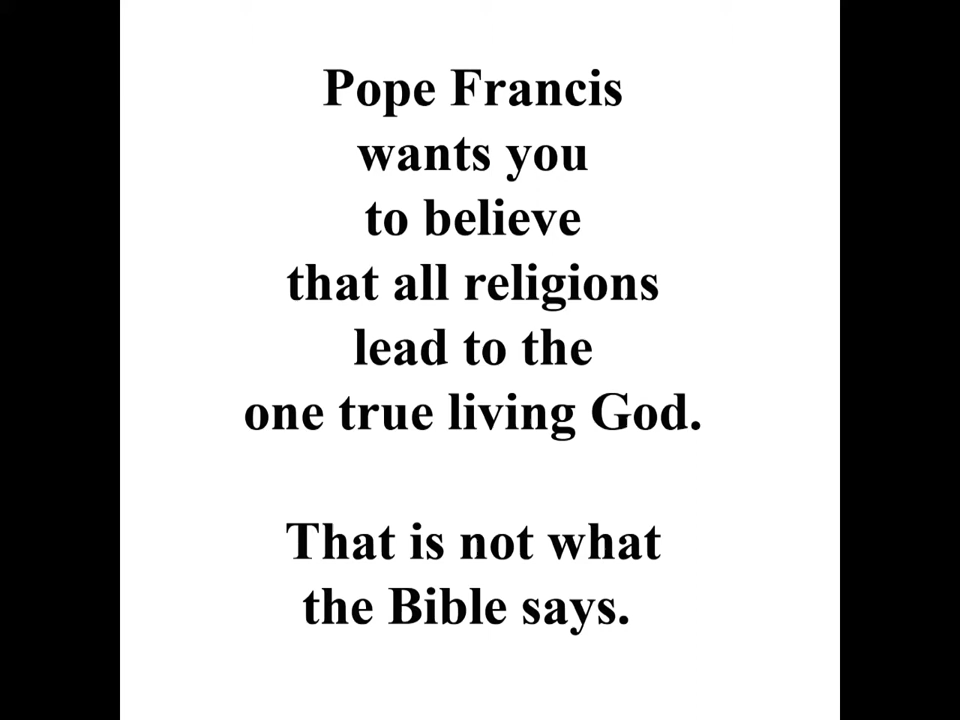 Pope Francis
wants you
to believe
that all religions
lead to the
one true living God.
That is not what
the Bible says.